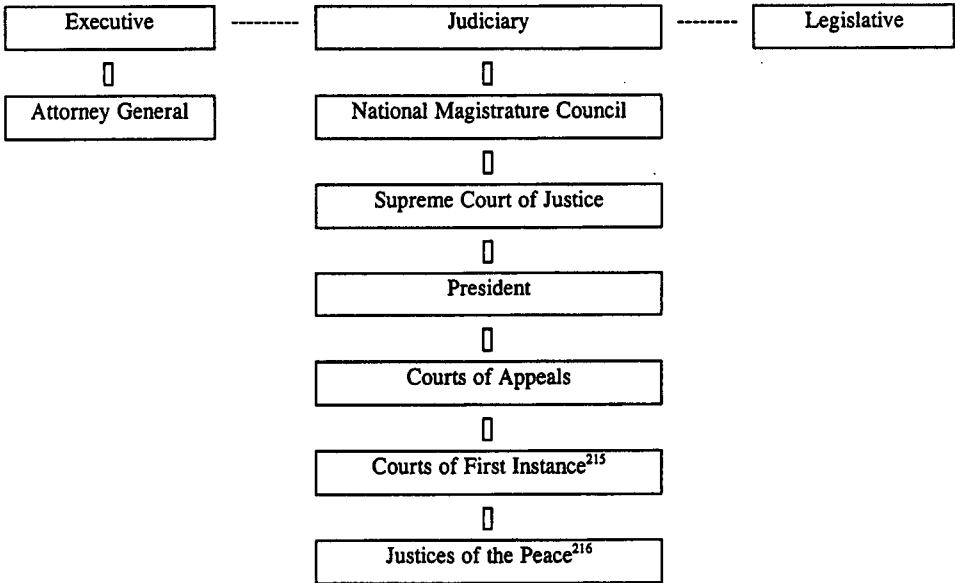 Executive -------- Judiciary ------- Legislative
Attorney General National Magistrature Council
Supreme Court of Justice
President
Courts of Appeals
Courts of First Instance²¹⁵
Justices of the Peace²¹⁶